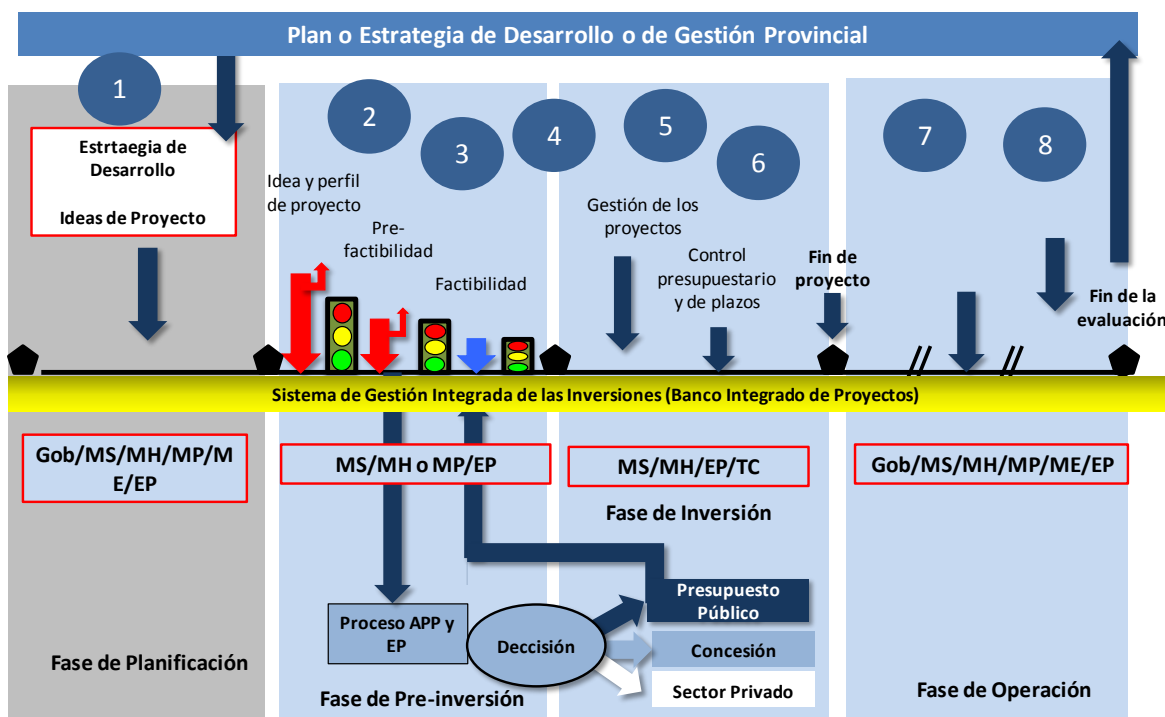 Plan o Estrategia de Desarrollo o de Gestión Provincial
1
2
3
4
5
6
7
8
Estrtaegia de
Desarrollo
Ideas de Proyecto
Idea y perfil
de proyecto
Pre-
factibilidad
Factibilidad
Gestión de los
proyectos
Control
presupuestario
y de plazos
Fin de
proyecto
Fin de la
evaluación
Sistema de Gestión Integrada de las Inversiones (Banco Integrado de Proyectos)
Gob/MS/MH/MP/M
E/EP
MS/MH o MP/EP
MS/MH/EP/TC
Gob/MS/MH/MP/ME/EP
Fase de Inversión
Proceso APP y
EP
Deccisión
Presupuesto
Público
Concesión
Sector Privado
Fase de Planificación
Fase de Pre-inversión
Fase de Operación